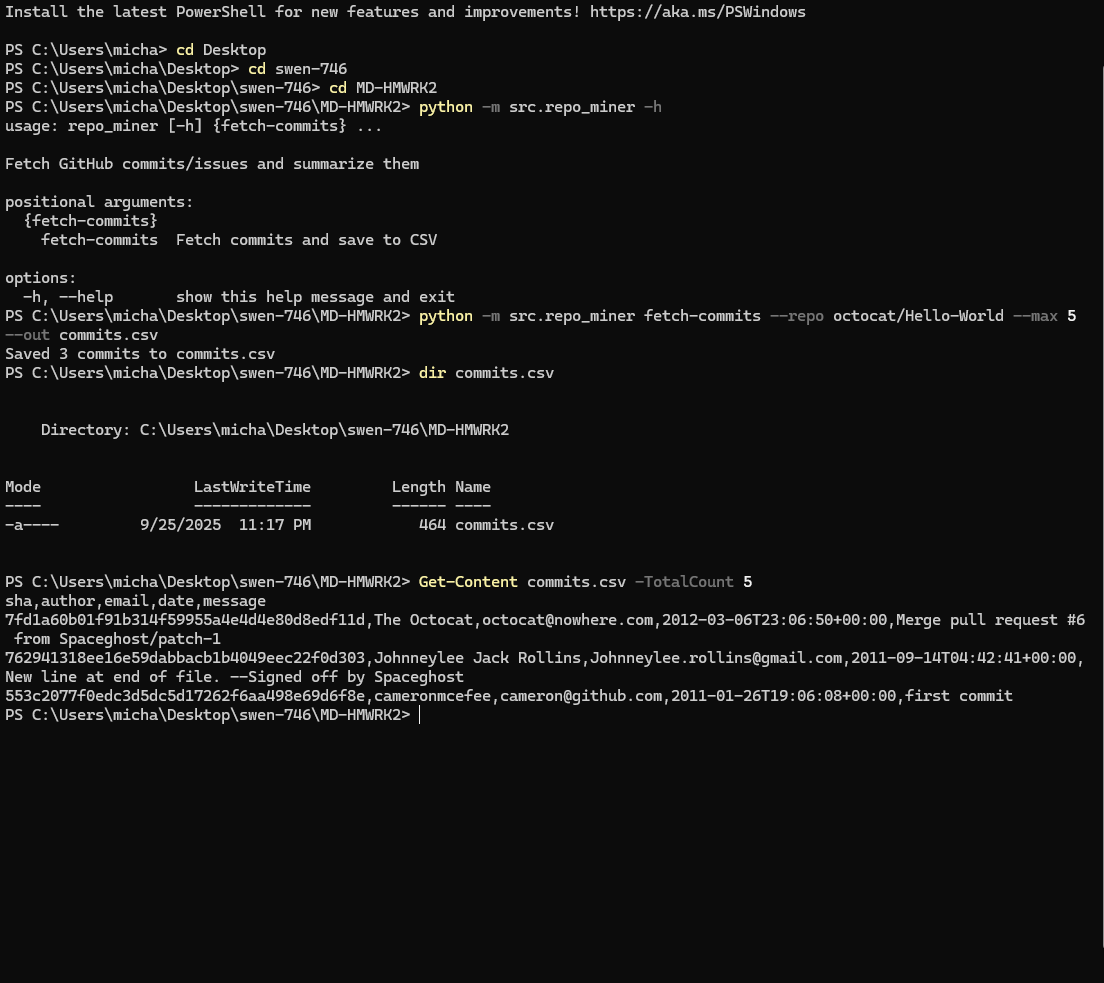 Install the latest PowerShell for new features and improvements! https://aka.ms/PSWindows
PS C:\Users\micha> cd Desktop
PS C:\Users\micha\Desktop> cd swen-746
PS C:\Users\micha\Desktop\swen-746> cd MD-HMWRK2
PS C:\Users\micha\Desktop\swen-746\MD-HMWRK2> python -m src.repo_miner -h
usage: repo_miner [-h] {fetch-commits} ...
Fetch GitHub commits/issues and summarize them
positional arguments:
  {fetch-commits}
    fetch-commits  Fetch commits and save to CSV
options:
  -h, --help       show this help message and exit
PS C:\Users\micha\Desktop\swen-746\MD-HMWRK2> python -m src.repo_miner fetch-commits --repo octocat/Hello-World --max 5
--out commits.csv
Saved 3 commits to commits.csv
PS C:\Users\micha\Desktop\swen-746\MD-HMWRK2> dir commits.csv
    Directory: C:\Users\micha\Desktop\swen-746\MD-HMWRK2
Mode                 LastWriteTime         Length Name
----                 -------------         ------ ----
-a----         9/25/2025  11:17 PM            464 commits.csv
PS C:\Users\micha\Desktop\swen-746\MD-HMWRK2> Get-Content commits.csv -TotalCount 5
sha,author,email,date,message
7fd1a60b01f91b314f59955a4e4d4e80d8edf11d,The Octocat,octocat@nowhere.com,2012-03-06T23:06:50+00:00,Merge pull request #6
 from Spaceghost/patch-1
762941318ee16e59dabbacb1b4049eec22f0d303,Johnneylee Jack Rollins,Johnneylee.rollins@gmail.com,2011-09-14T04:42:41+00:00,
New line at end of file. --Signed off by Spaceghost
553c2077f0edc3d5dc5d17262f6aa498e69d6f8e,cameronmcefee,cameron@github.com,2011-01-26T19:06:08+00:00,first commit
PS C:\Users\micha\Desktop\swen-746\MD-HMWRK2>